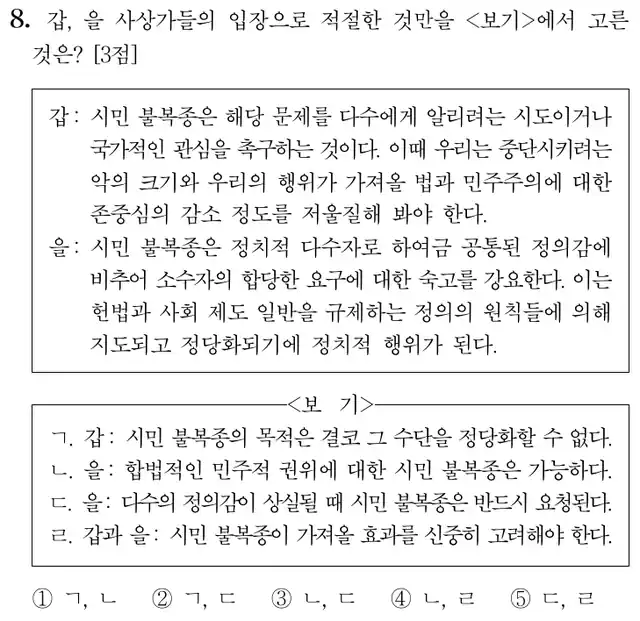 8. 갑, 을 사상가들의 입장으로 적절한 것만을 <보기>에서 고른
것은? [3점]
갑: 시민 불복종은 해당 문제를 다수에게 알리려는 시도이거나
국가적인 관심을 촉구하는 것이다. 이때 우리는 중단시키려는
악의 크기와 우리의 행위가 가져올 법과 민주주의에 대한
존중심의 감소 정도를 저울질해 봐야 한다.
을: 시민 불복종은 정치적 다수자로 하여금 공통된 정의감에
비추어 소수자의 합당한 요구에 대한 숙고를 강요한다. 이는
헌법과 사회 제도 일반을 규제하는 정의의 원칙들에 의해
지도되고 정당화되기에 정치적 행위가 된다.
<보 기>
ㄱ. 갑: 시민 불복종의 목적은 결코 그 수단을 정당화할 수 없다.
ㄴ. 을: 합법적인 민주적 권위에 대한 시민 불복종은 가능하다.
ㄷ. 을: 다수의 정의감이 상실될 때 시민 불복종은 반드시 요청된다.
ㄹ. 갑과 을: 시민 불복종이 가져올 효과를 신중히 고려해야 한다.
① ㄱ, ㄴ ② ㄱ, ㄷ ③ ㄴ, ㄷ ④ ㄴ, ㄹ ⑤ ㄷ, ㄹ